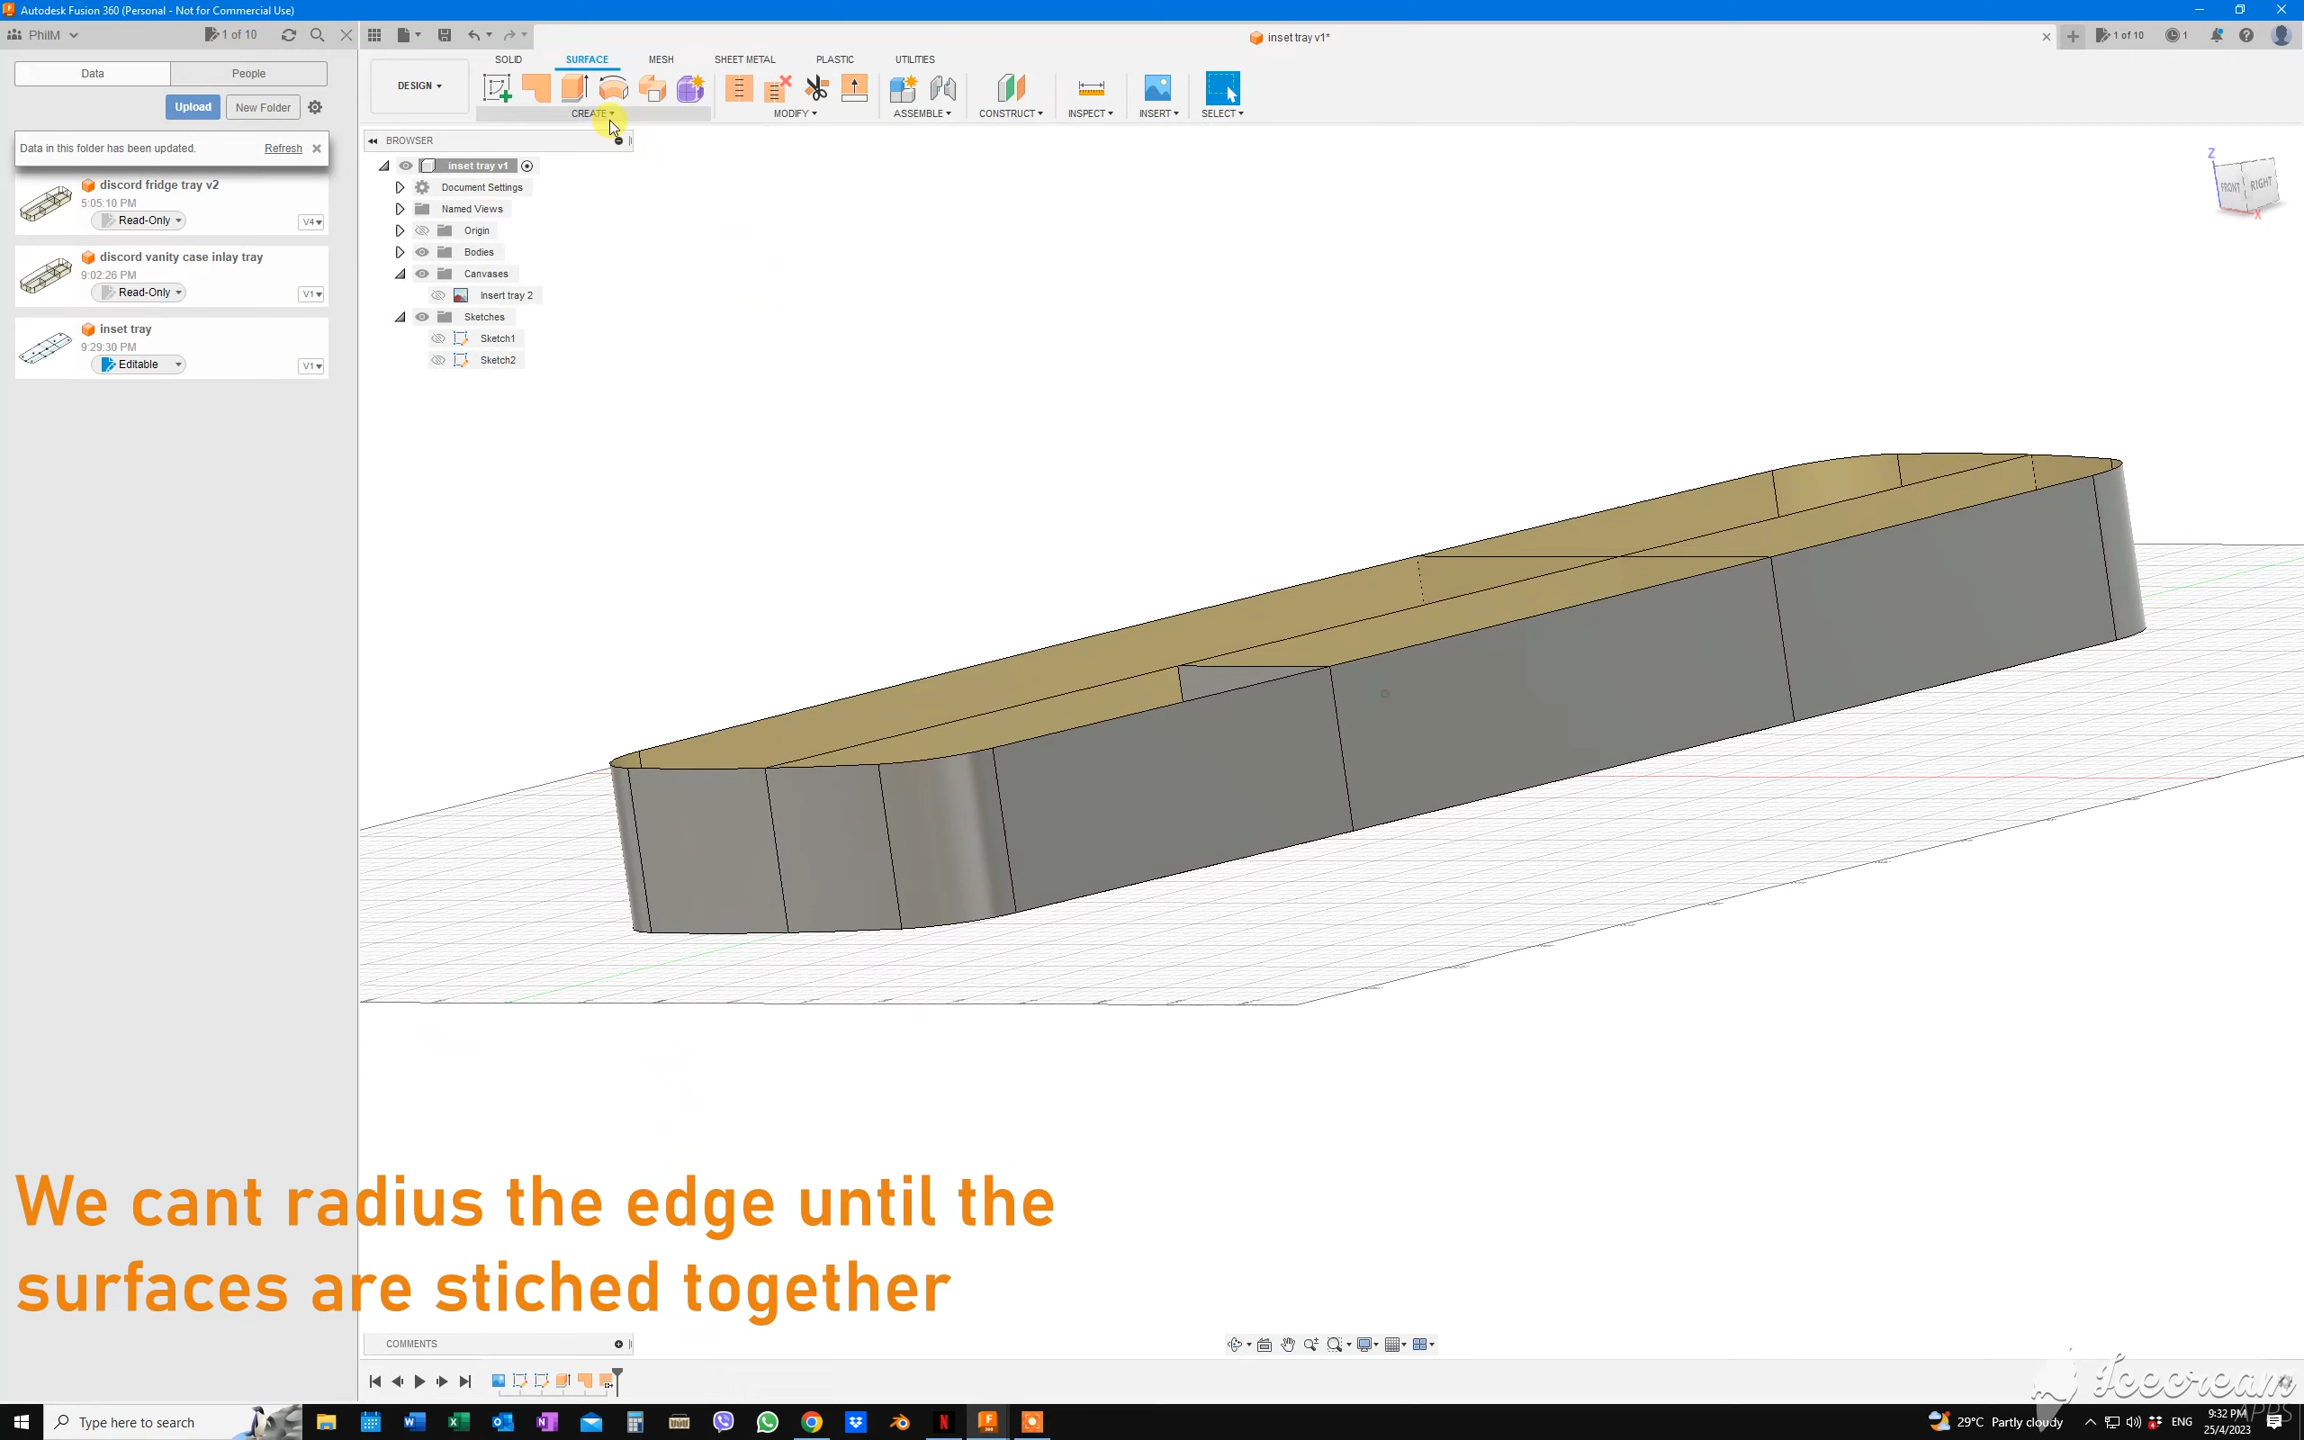 Autodesk Fusion 360 (Personal - Not for Commercial Use)
PhilM
1 of 10
inset tray v1*
1 of 10
1
Data
People
Upload
New Folder
Data in this folder has been updated.
Refresh
discord fridge tray v2
5:05:10 PM
Read-Only
V4
discord vanity case inlay tray
9:02:26 PM
Read-Only
V1
inset tray
9:29:30 PM
Editable
V1
SOLID
SURFACE
MESH
SHEET METAL
PLASTIC
UTILITIES
DESIGN
CREATE
MODIFY
ASSEMBLE
CONSTRUCT
INSPECT
INSERT
SELECT
BROWSER
inset tray v1
Document Settings
Named Views
Origin
Bodies
Canvases
Insert tray 2
Sketches
Sketch1
Sketch2
Z
FRONT
RIGHT
X
We cant radius the edge until the
surfaces are stiched together
COMMENTS
Icecream
APPS
Type here to search
29°C Partly cloudy
ENG
9:32 PM
25/4/2023